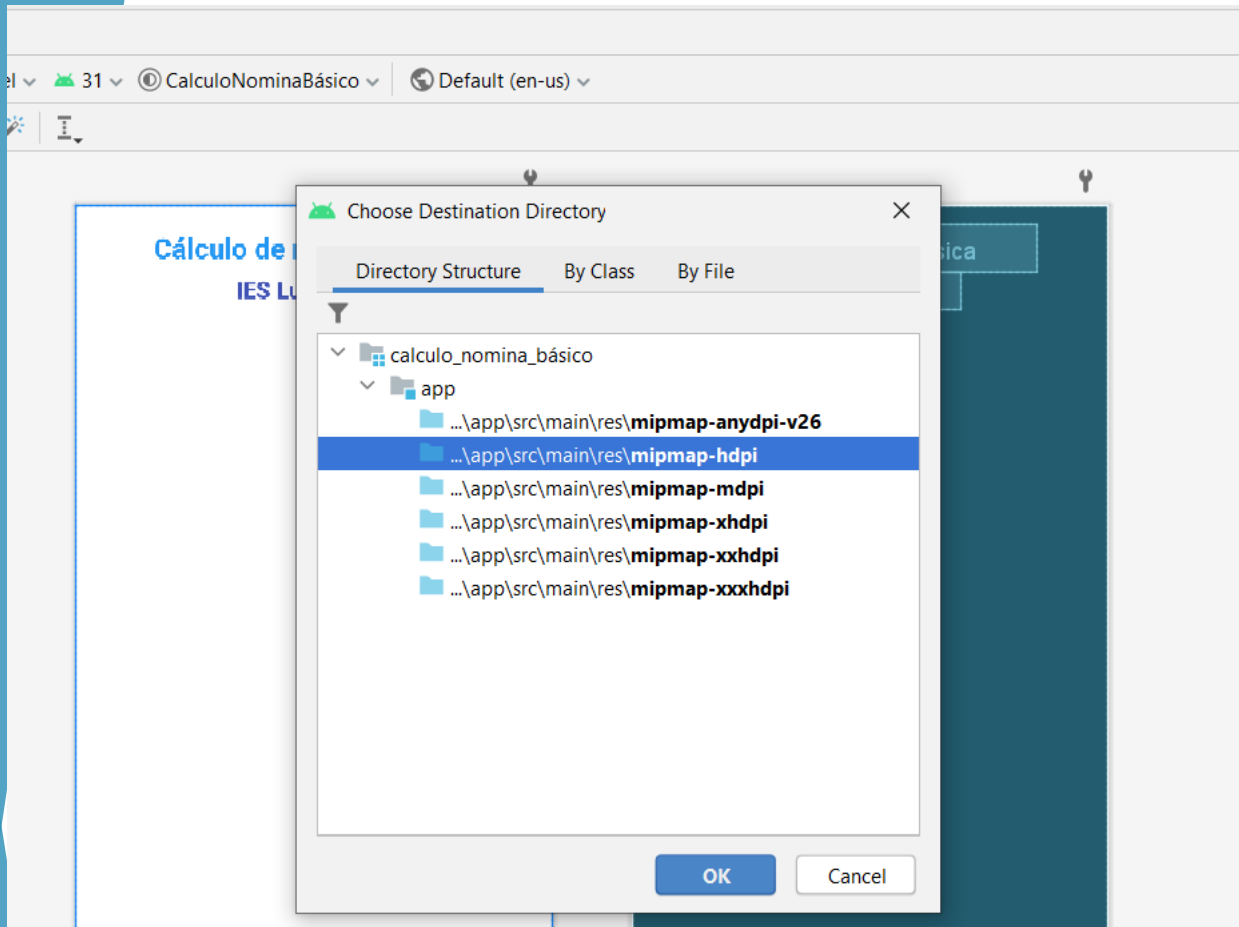 31 CalculoNominaBásico Default (en-us)
Choose Destination Directory
Cálculo de
IES
Directory Structure By Class By File
calculo_nomina_básico
app
...\app\src\main\res\mipmap-anydpi-v26
...\app\src\main\res\mipmap-hdpi
...\app\src\main\res\mipmap-mdpi
...\app\src\main\res\mipmap-xhdpi
...\app\src\main\res\mipmap-xxhdpi
...\app\src\main\res\mipmap-xxxhdpi
OK Cancel